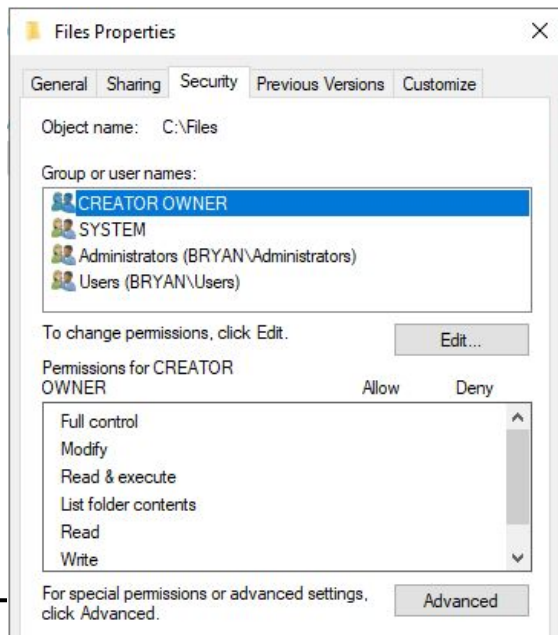 Files Properties
General Sharing Security Previous Versions Customize
Object name: C:\Files
Group or user names:
CREATOR OWNER
SYSTEM
Administrators (BRYAN\Administrators)
Users (BRYAN\Users)
To change permissions, click Edit.
Edit...
Permissions for CREATOR
OWNER Allow Deny
Full control
Modify
Read & execute
List folder contents
Read
Write
For special permissions or advanced settings,
click Advanced.
Advanced